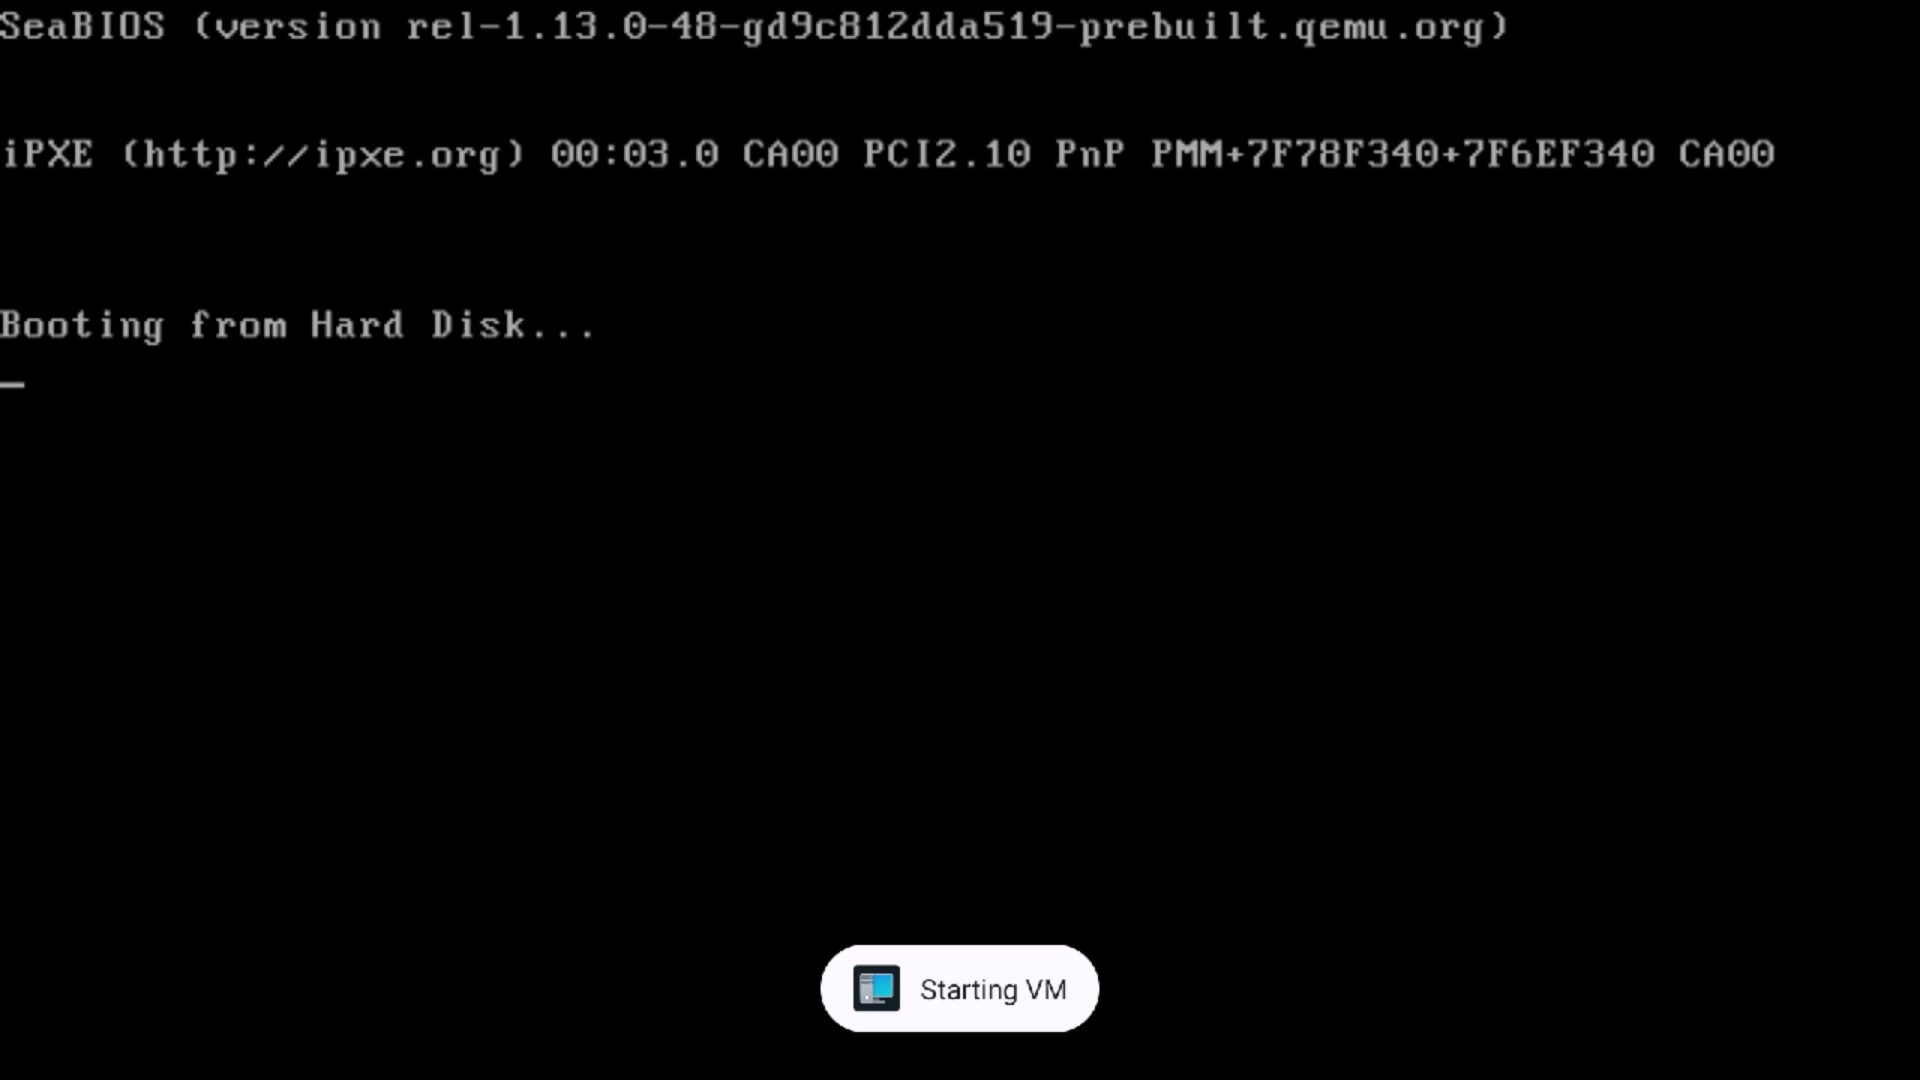 SeaBIOS (version rel-1.13.0-48-gd9c812dda519-prebuilt.qemu.org)
iPXE (http://ipxe.org) 00:03.0 CA00 PCI2.10 PnP PMM+7F78F340+7F6EF340 CA00
Booting from Hard Disk...
Starting VM